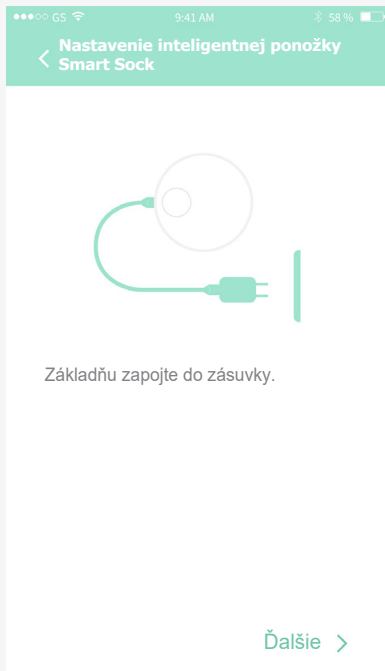 GS 9:41 AM 58 %
Nastavenie inteligentnej ponožky
Smart Sock
Základňu zapojte do zásuvky.
Ďalšie